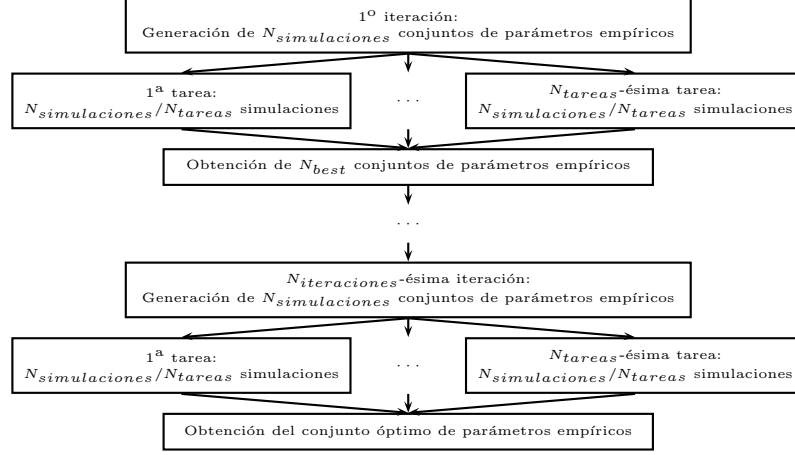 1º iteración:
Generación de N_simulaciones conjuntos de parámetros empíricos
1ª tarea:
N_simulaciones/N_tareas simulaciones
...
N_tareas-ésima tarea:
N_simulaciones/N_tareas simulaciones
Obtención de N_best conjuntos de parámetros empíricos
...
N_iteraciones-ésima iteración:
Generación de N_simulaciones conjuntos de parámetros empíricos
1ª tarea:
N_simulaciones/N_tareas simulaciones
...
N_tareas-ésima tarea:
N_simulaciones/N_tareas simulaciones
Obtención del conjunto óptimo de parámetros empíricos